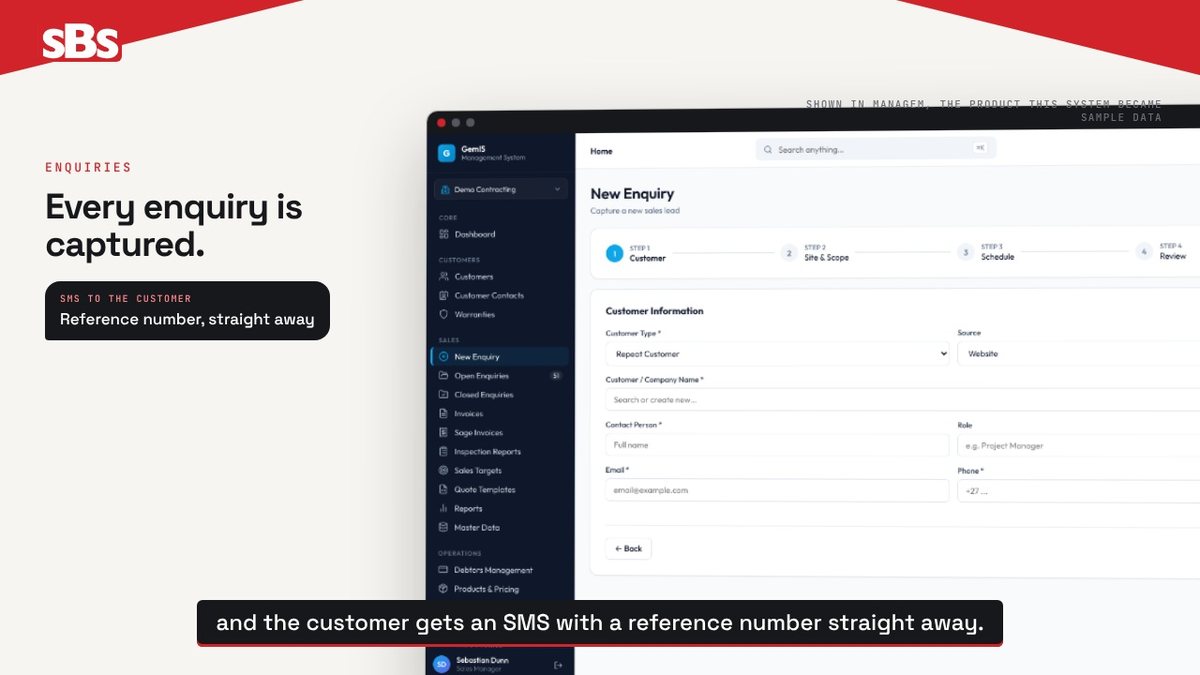 sBs
SHOWN IN MANAGEM, THE PRODUCT THIS SYSTEM BECAME
SAMPLE DATA
ENQUIRIES
Every enquiry is
captured.
SMS TO THE CUSTOMER
Reference number, straight away
G
GemIS
Management System
Demo Contracting
CORE
Dashboard
CUSTOMERS
Customers
Customer Contacts
Warranties
SALES
New Enquiry
Open Enquiries 51
Closed Enquiries
Invoices
Sage Invoices
Inspection Reports
Sales Targets
Quote Templates
Reports
Master Data
OPERATIONS
Debtors Management
Products & Pricing
SD
Sebastian Dunn
Sales Manager
Home
Search anything... ⌘K
New Enquiry
Capture a new sales lead
1 STEP 1
Customer
2 STEP 2
Site & Scope
3 STEP 3
Schedule
4 STEP 4
Review
Customer Information
Customer Type * Source
Repeat Customer Website
Customer / Company Name *
Search or create new...
Contact Person * Role
Full name e.g. Project Manager
Email * Phone *
email@example.com +27 ...
← Back
and the customer gets an SMS with a reference number straight away.